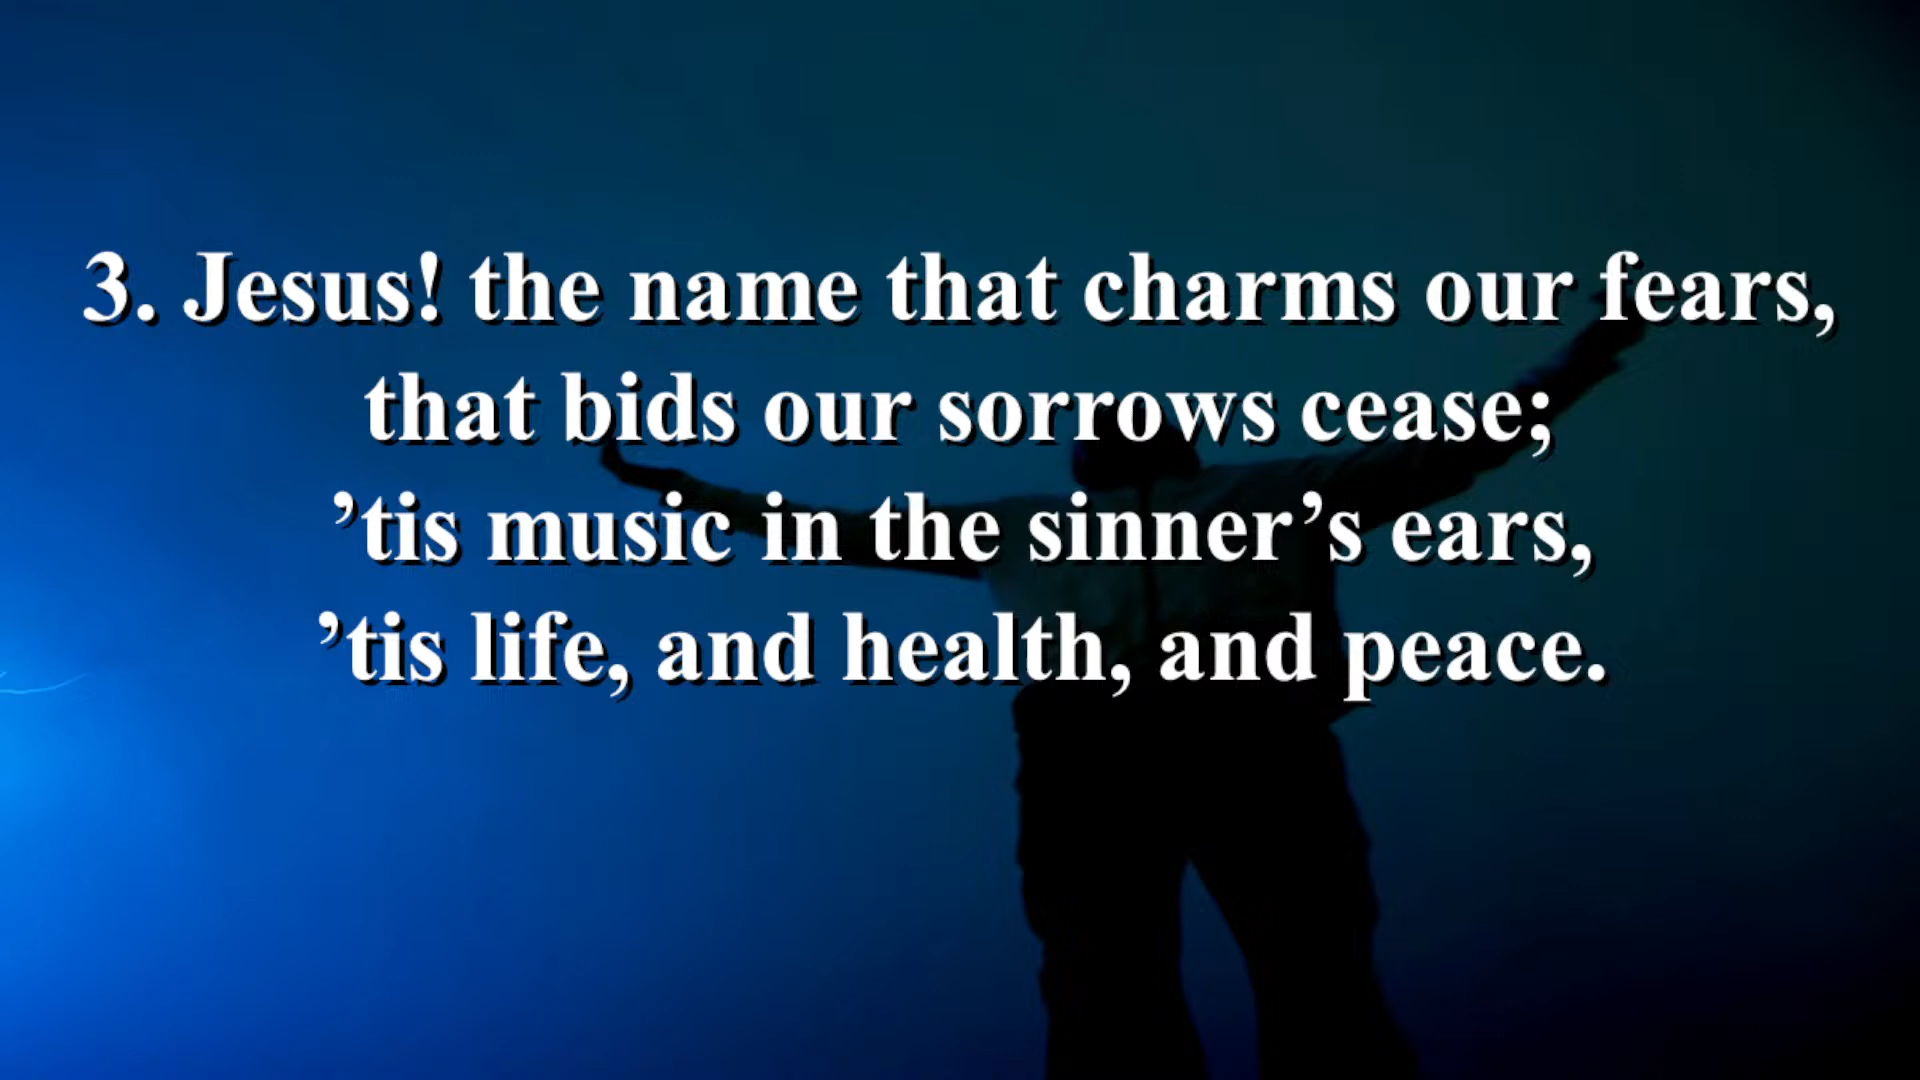 3. Jesus! the name that charms our fears,
that bids our sorrows cease;
’tis music in the sinner’s ears,
’tis life, and health, and peace.